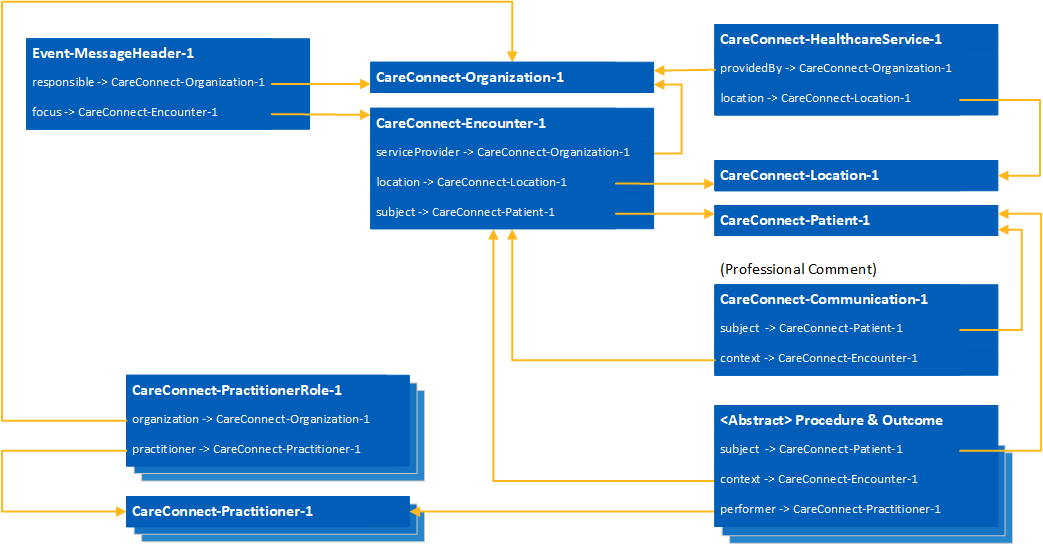 Event-MessageHeader-1
responsible -> CareConnect-Organization-1
focus -> CareConnect-Encounter-1
CareConnect-Organization-1
CareConnect-Encounter-1
serviceProvider -> CareConnect-Organization-1
location -> CareConnect-Location-1
subject -> CareConnect-Patient-1
CareConnect-HealthcareService-1
providedBy -> CareConnect-Organization-1
location -> CareConnect-Location-1
CareConnect-Location-1
CareConnect-Patient-1
(Professional Comment)
CareConnect-Communication-1
subject -> CareConnect-Patient-1
context -> CareConnect-Encounter-1
CareConnect-PractitionerRole-1
organization -> CareConnect-Organization-1
practitioner -> CareConnect-Practitioner-1
CareConnect-Practitioner-1
<Abstract> Procedure & Outcome
subject -> CareConnect-Patient-1
context -> CareConnect-Encounter-1
performer -> CareConnect-Practitioner-1